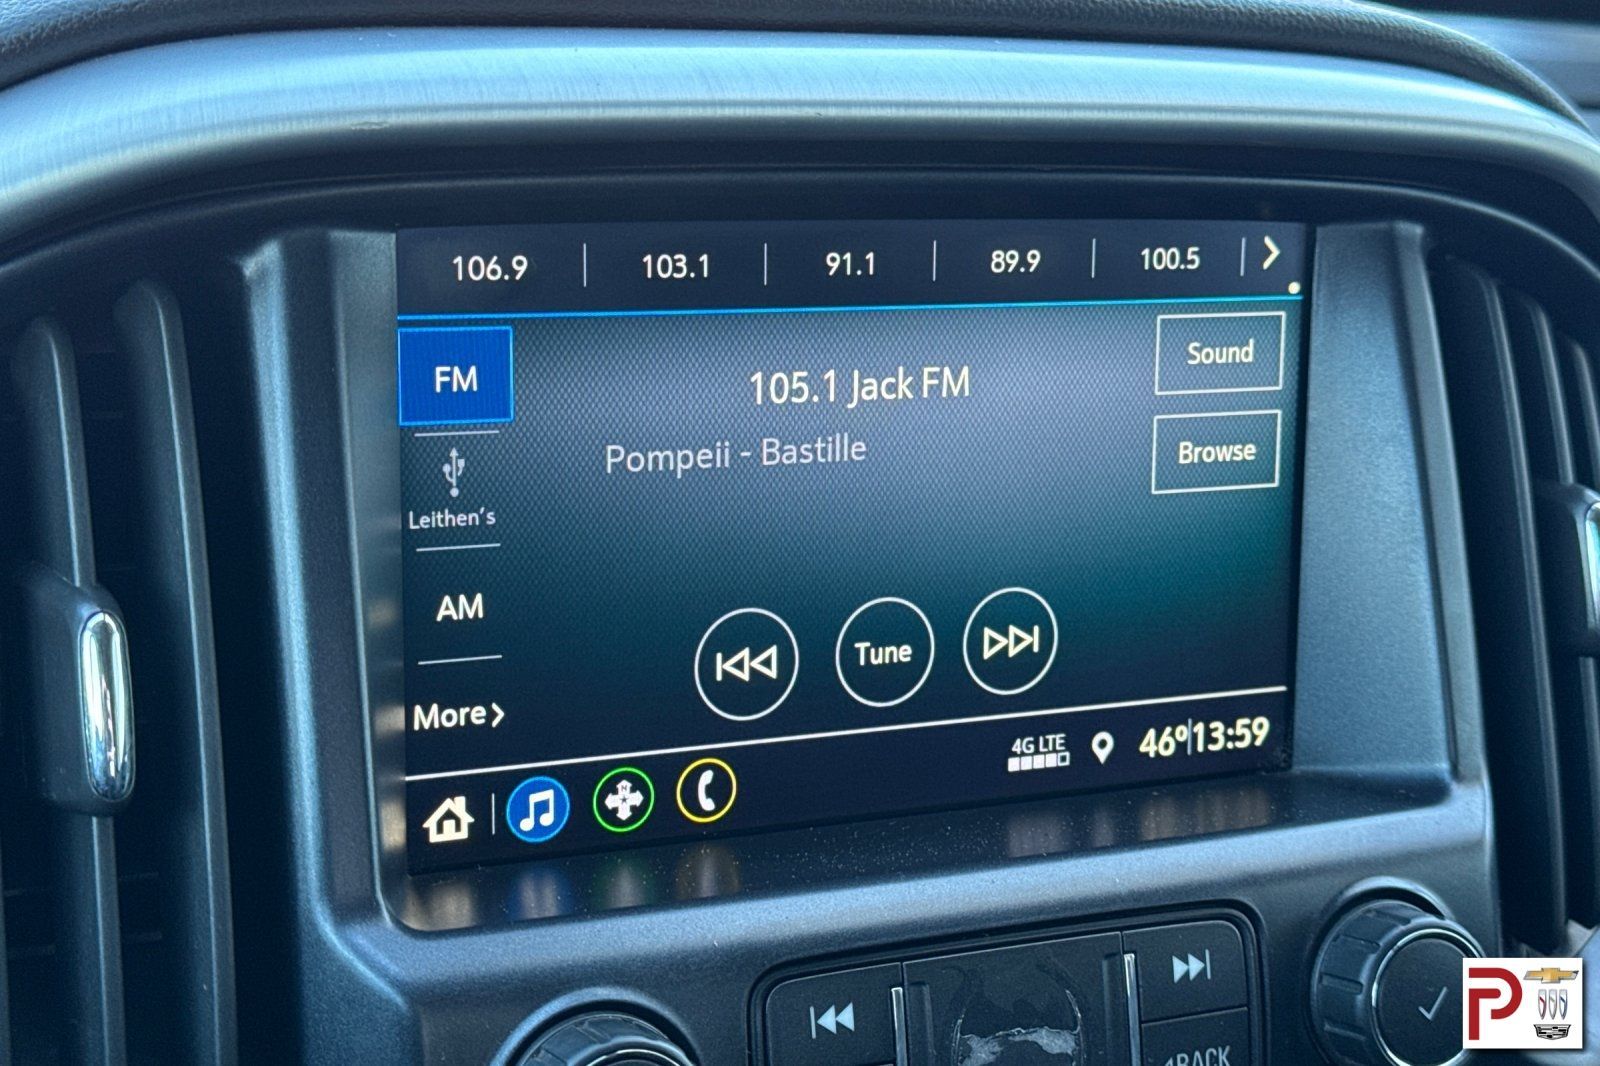 106.9 103.1 91.1 89.9 100.5
FM
105.1 Jack FM
Sound
Pompeii - Bastille
Browse
Leithen's
AM
Tune
More
4G LTE
46° 13:59
N
P